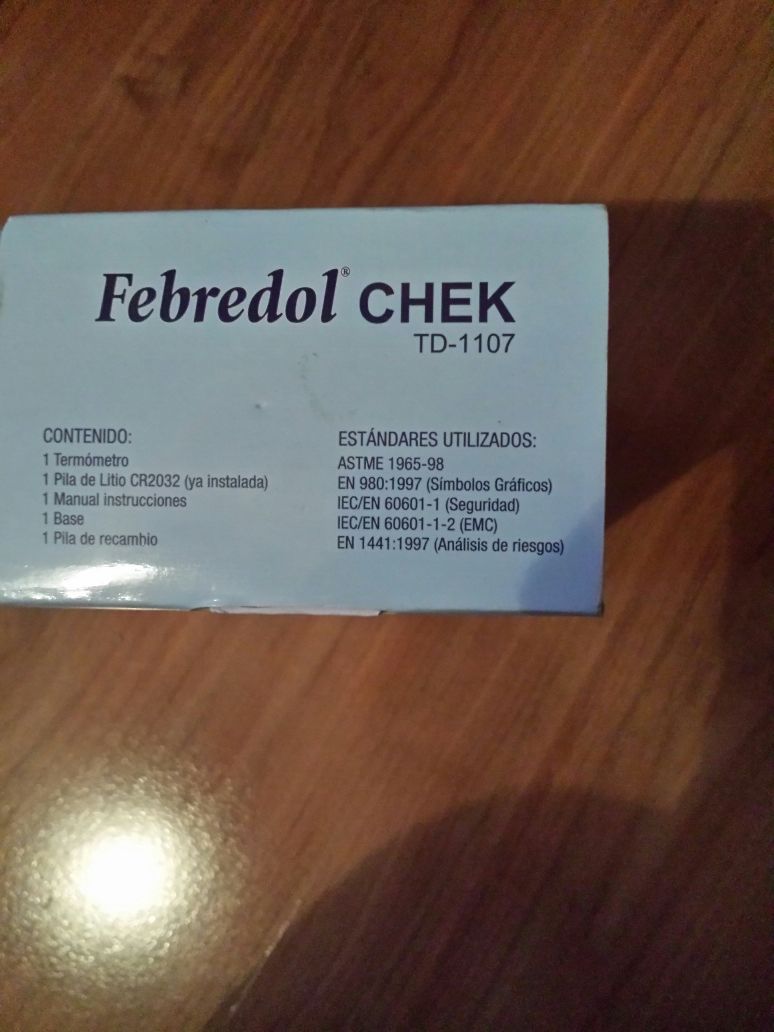 Febredol® CHEK
TD-1107
CONTENIDO:
1 Termómetro
1 Pila de Litio CR2032 (ya instalada)
1 Manual instrucciones
1 Base
1 Pila de recambio
ESTÁNDARES UTILIZADOS:
ASTME 1965-98
EN 980:1997 (Símbolos Gráficos)
IEC/EN 60601-1 (Seguridad)
IEC/EN 60601-1-2 (EMC)
EN 1441:1997 (Análisis de riesgos)